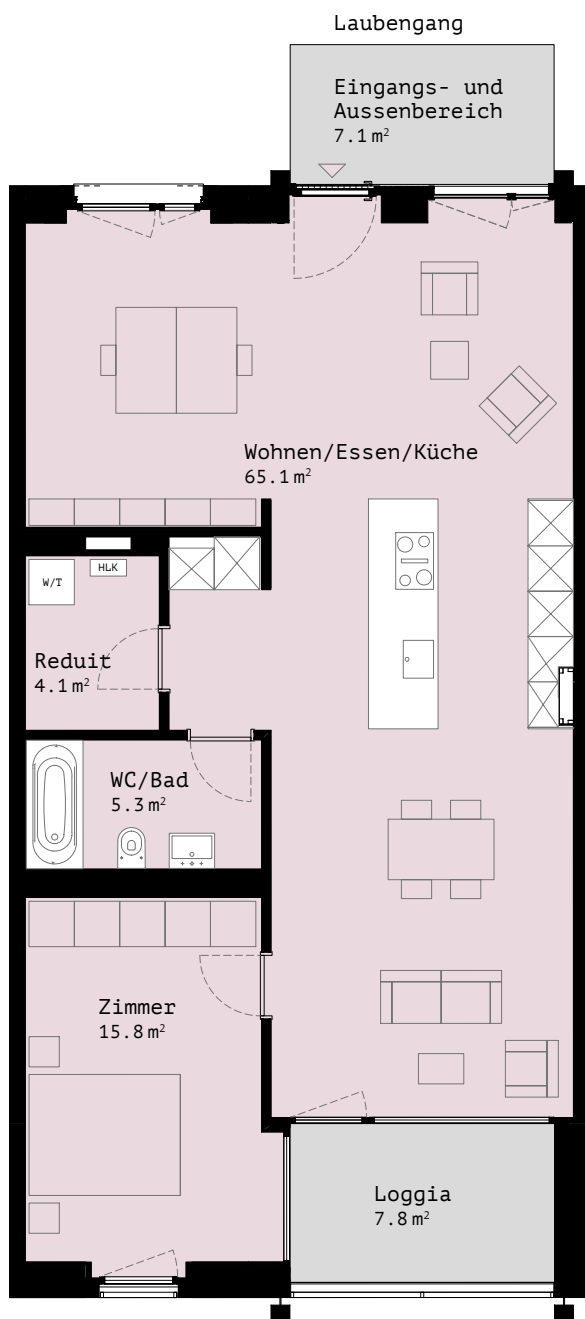 Laubengang
Eingangs- und
Aussenbereich
7.1 m²
Wohnen/Essen/Küche
65.1 m²
HLK
W/T
Reduit
4.1 m²
WC/Bad
5.3 m²
Zimmer
15.8 m²
Loggia
7.8 m²